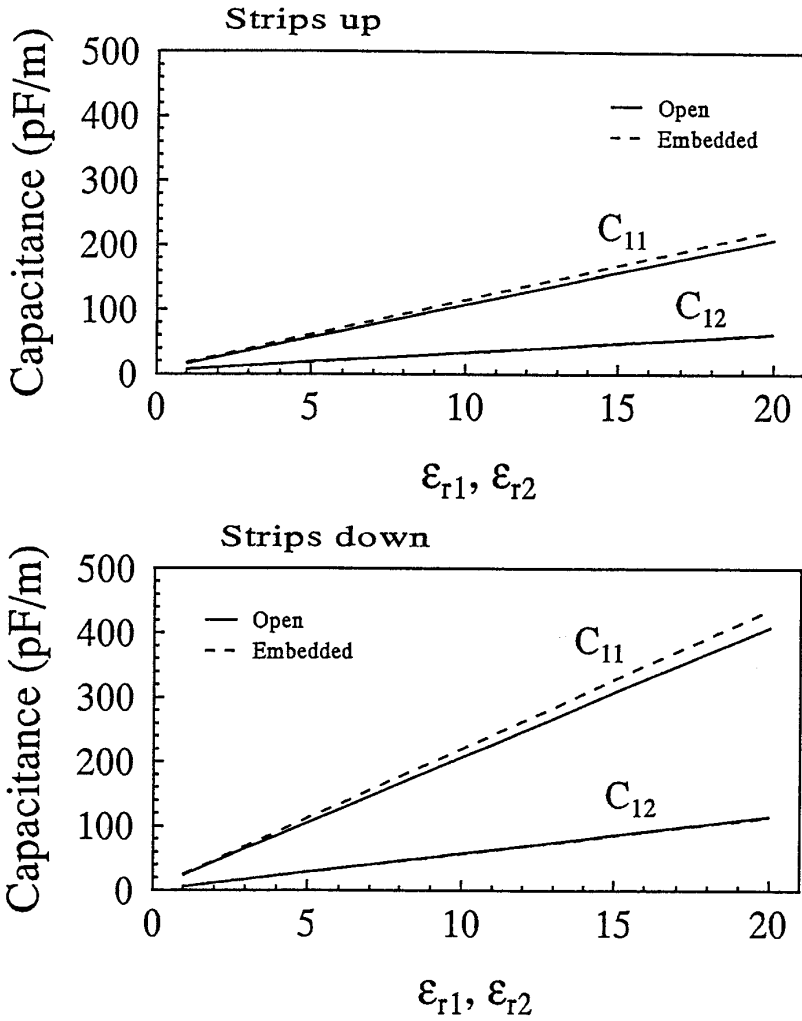 Strips up
Capacitance (pF/m)
500
400
300
200
100
0
Open
Embedded
C11
C12
0 5 10 15 20
εr1, εr2
Strips down
Capacitance (pF/m)
500
400
300
200
100
0
Open
Embedded
C11
C12
0 5 10 15 20
εr1, εr2